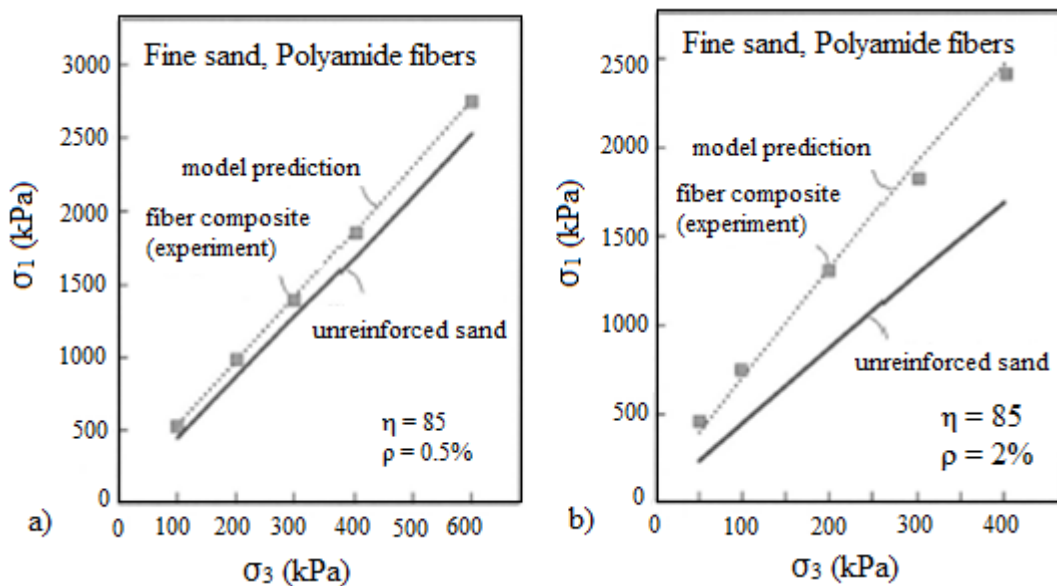 Fine sand, Polyamide fibers
3000
2500
2000
1500
1000
500
0
σ1 (kPa)
model prediction
fiber composite
(experiment)
unreinforced sand
η = 85
ρ = 0.5%
0 100 200 300 400 500 600
σ3 (kPa)
a)
Fine sand, Polyamide fibers
2500
2000
1500
1000
500
0
σ1 (kPa)
model prediction
fiber composite
(experiment)
unreinforced sand
η = 85
ρ = 2%
0 100 200 300 400
σ3 (kPa)
b)